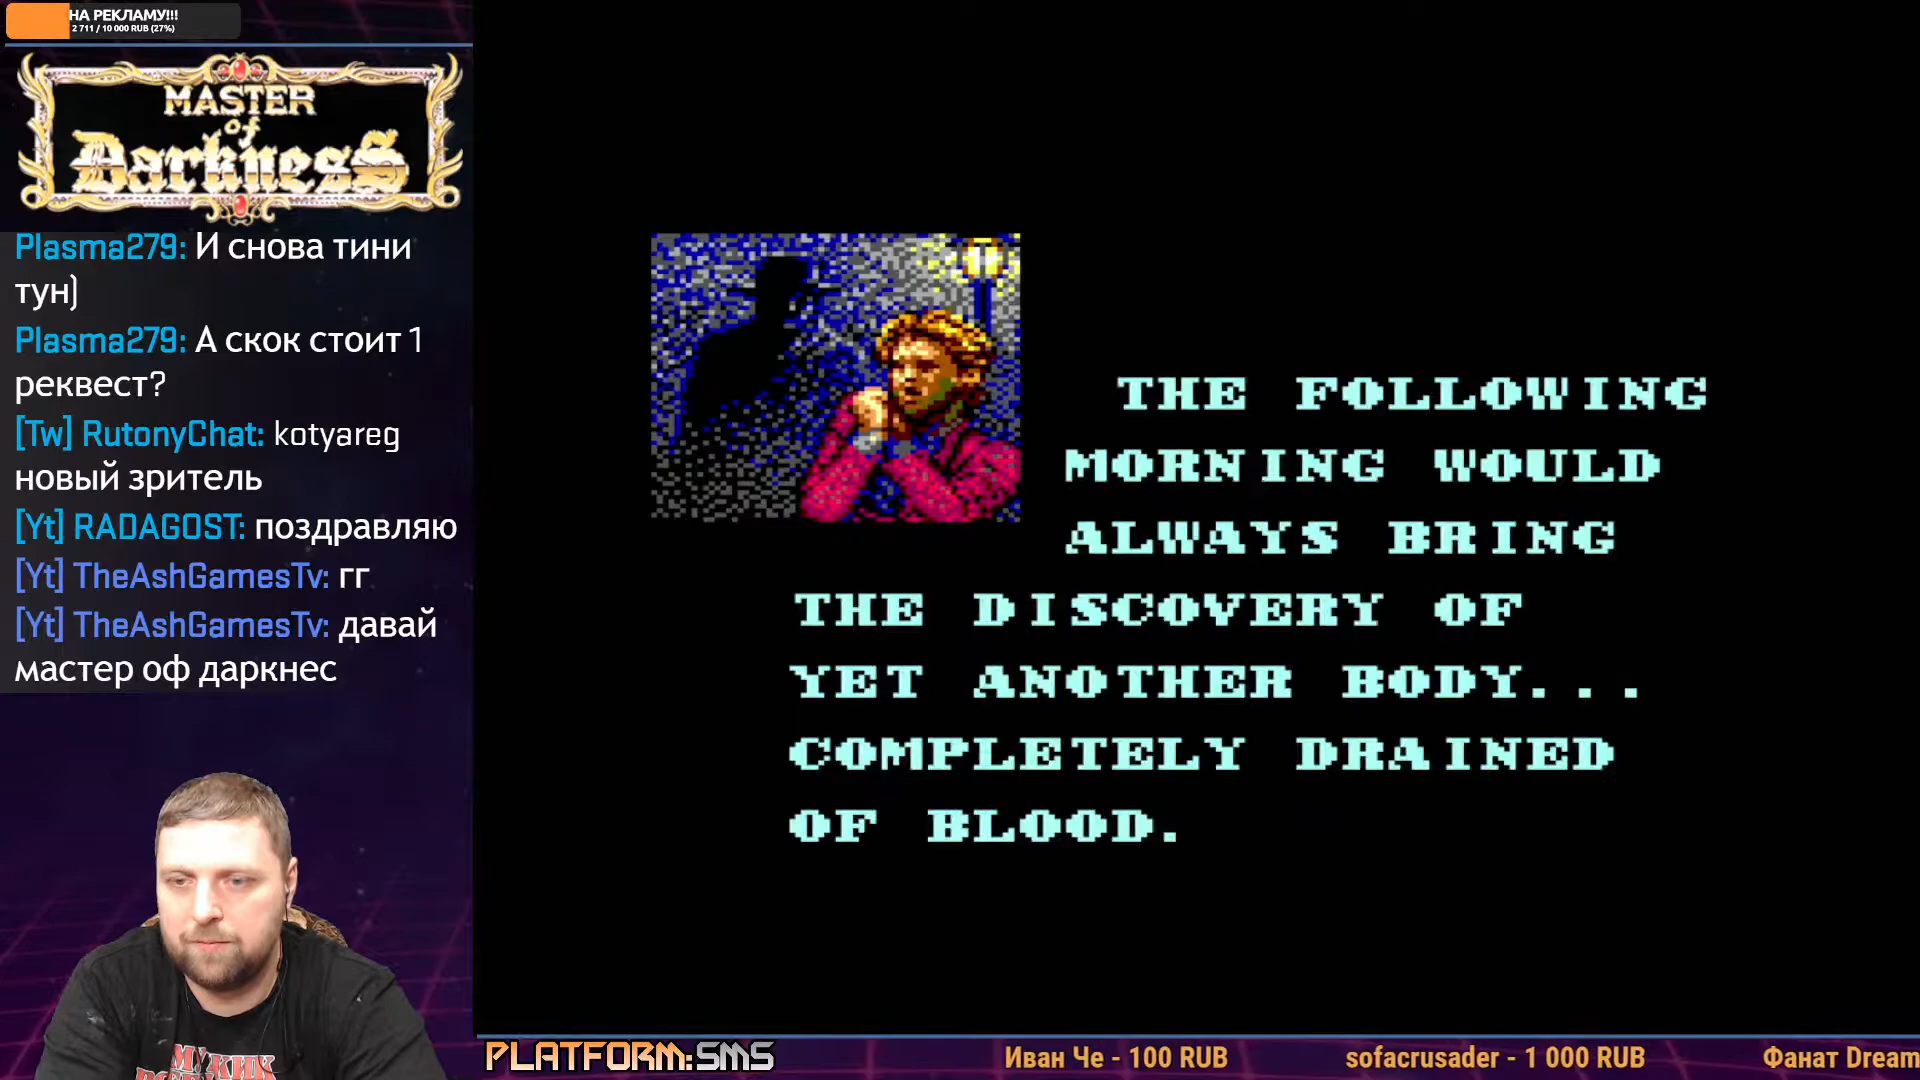 НА РЕКЛАМУ!!!
2 711 / 10 000 RUB (27%)
MASTER
of
Darkness
Plasma279: И снова тини
тун)
Plasma279: А скок стоит 1
реквест?
[Tw] RutonyChat: kotyareg
новый зритель
[Yt] RADAGOST: поздравляю
[Yt] TheAshGamesTv: гг
[Yt] TheAshGamesTv: давай
мастер оф даркнес
THE FOLLOWING
MORNING WOULD
ALWAYS BRING
THE DISCOVERY OF
YET ANOTHER BODY...
COMPLETELY DRAINED
OF BLOOD.
МУЖИК
PLATFORM:SMS
Иван Че - 100 RUB
sofacrusader - 1 000 RUB
Фанат Dream